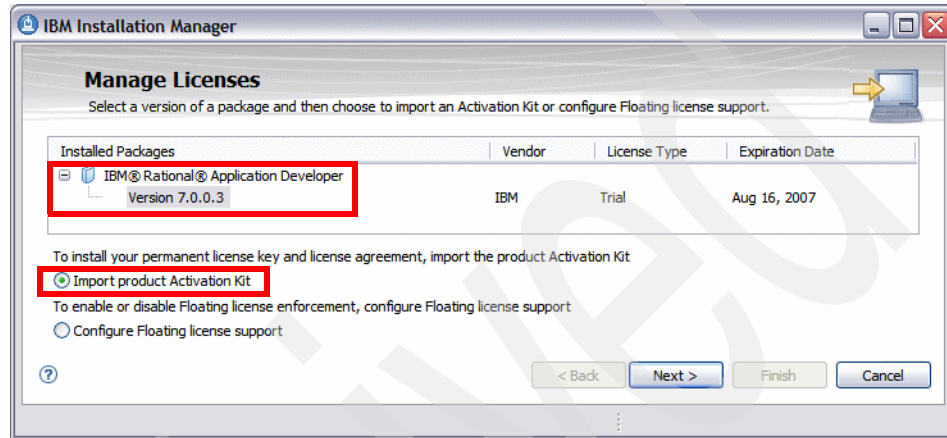 IBM Installation Manager
Manage Licenses
Select a version of a package and then choose to import an Activation Kit or configure Floating license support.
Installed Packages Vendor License Type Expiration Date
IBM® Rational® Application Developer
Version 7.0.0.3 IBM Trial Aug 16, 2007
To install your permanent license key and license agreement, import the product Activation Kit
Import product Activation Kit
To enable or disable Floating license enforcement, configure Floating license support
Configure Floating license support
? < Back Next > Finish Cancel